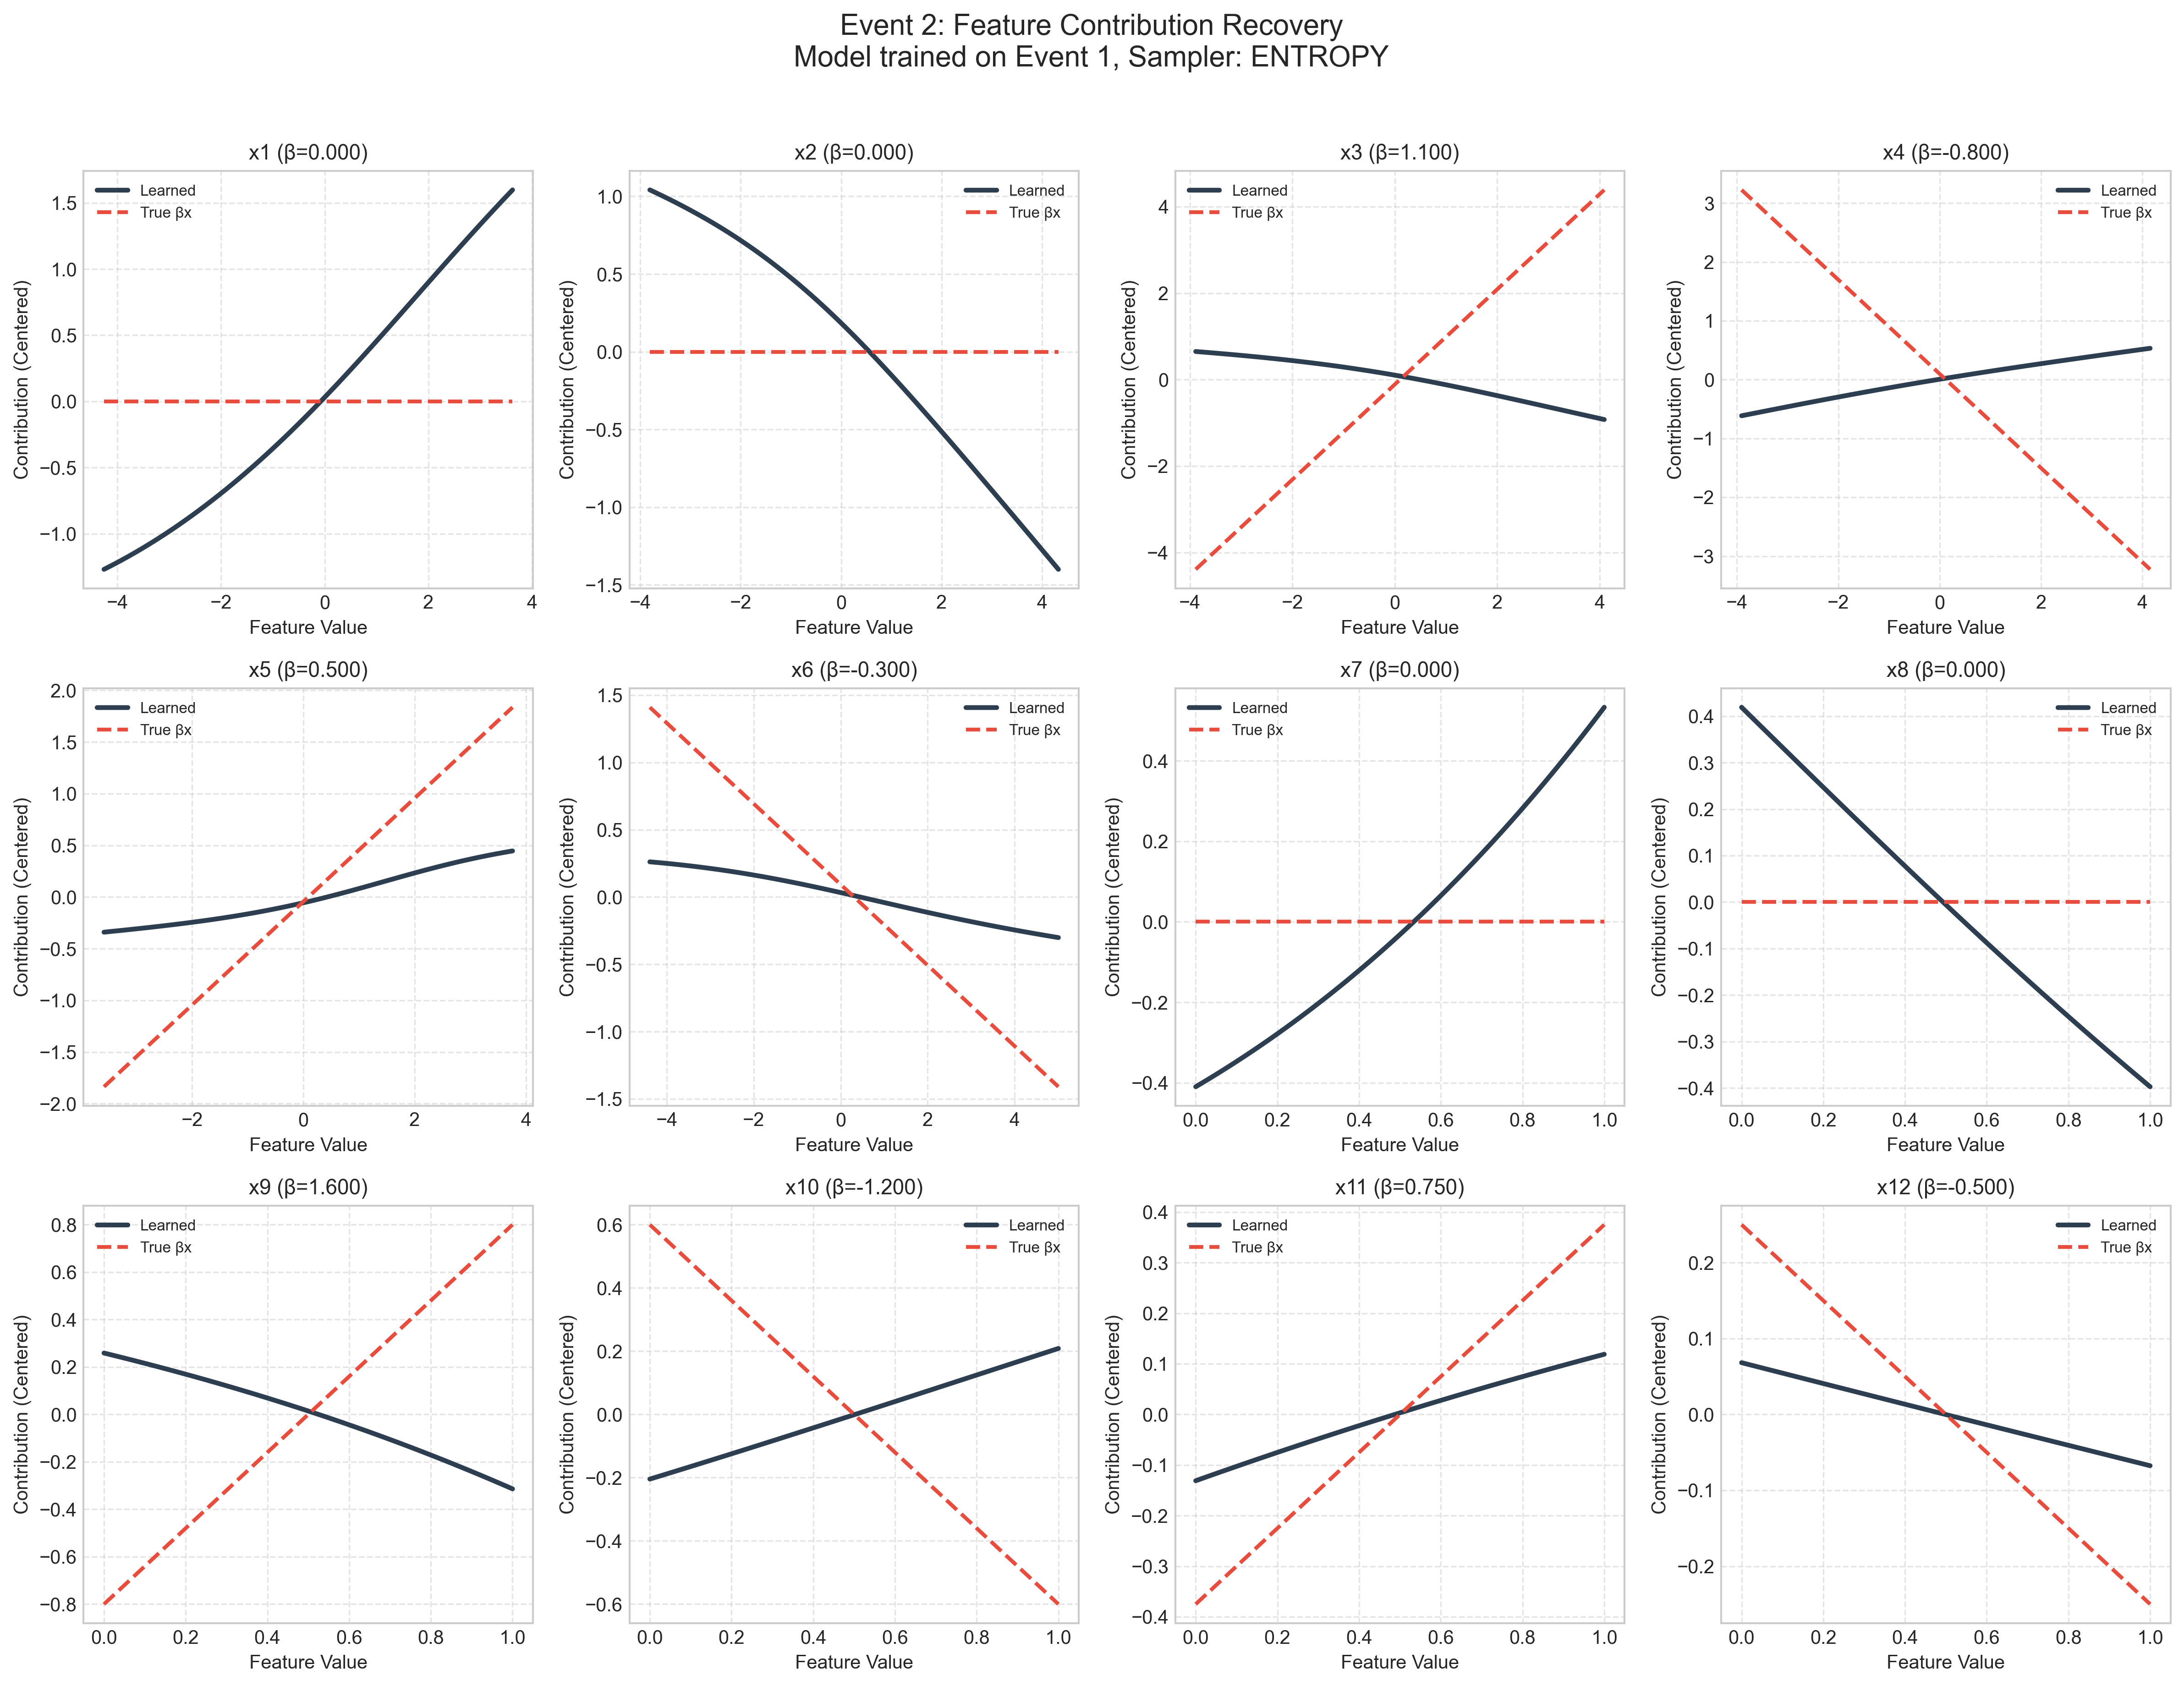 Event 2: Feature Contribution Recovery
Model trained on Event 1, Sampler: ENTROPY
x1 (β=0.000)
Learned
True βx
Contribution (Centered)
1.5
1.0
0.5
0.0
−0.5
−1.0
−4 −2 0 2 4
Feature Value
x2 (β=0.000)
Learned
True βx
Contribution (Centered)
1.0
0.5
0.0
−0.5
−1.0
−1.5
−4 −2 0 2 4
Feature Value
x3 (β=1.100)
Learned
True βx
Contribution (Centered)
4
2
0
−2
−4
−4 −2 0 2 4
Feature Value
x4 (β=-0.800)
Learned
True βx
Contribution (Centered)
3
2
1
0
−1
−2
−3
−4 −2 0 2 4
Feature Value
x5 (β=0.500)
Learned
True βx
Contribution (Centered)
2.0
1.5
1.0
0.5
0.0
−0.5
−1.0
−1.5
−2.0
−2 0 2 4
Feature Value
x6 (β=-0.300)
Learned
True βx
Contribution (Centered)
1.5
1.0
0.5
0.0
−0.5
−1.0
−1.5
−4 −2 0 2 4
Feature Value
x7 (β=0.000)
Learned
True βx
Contribution (Centered)
0.4
0.2
0.0
−0.2
−0.4
0.0 0.2 0.4 0.6 0.8 1.0
Feature Value
x8 (β=0.000)
Learned
True βx
Contribution (Centered)
0.4
0.3
0.2
0.1
0.0
−0.1
−0.2
−0.3
−0.4
0.0 0.2 0.4 0.6 0.8 1.0
Feature Value
x9 (β=1.600)
Learned
True βx
Contribution (Centered)
0.8
0.6
0.4
0.2
0.0
−0.2
−0.4
−0.6
−0.8
0.0 0.2 0.4 0.6 0.8 1.0
Feature Value
x10 (β=-1.200)
Learned
True βx
Contribution (Centered)
0.6
0.4
0.2
0.0
−0.2
−0.4
−0.6
0.0 0.2 0.4 0.6 0.8 1.0
Feature Value
x11 (β=0.750)
Learned
True βx
Contribution (Centered)
0.4
0.3
0.2
0.1
0.0
−0.1
−0.2
−0.3
−0.4
0.0 0.2 0.4 0.6 0.8 1.0
Feature Value
x12 (β=-0.500)
Learned
True βx
Contribution (Centered)
0.2
0.1
0.0
−0.1
−0.2
0.0 0.2 0.4 0.6 0.8 1.0
Feature Value